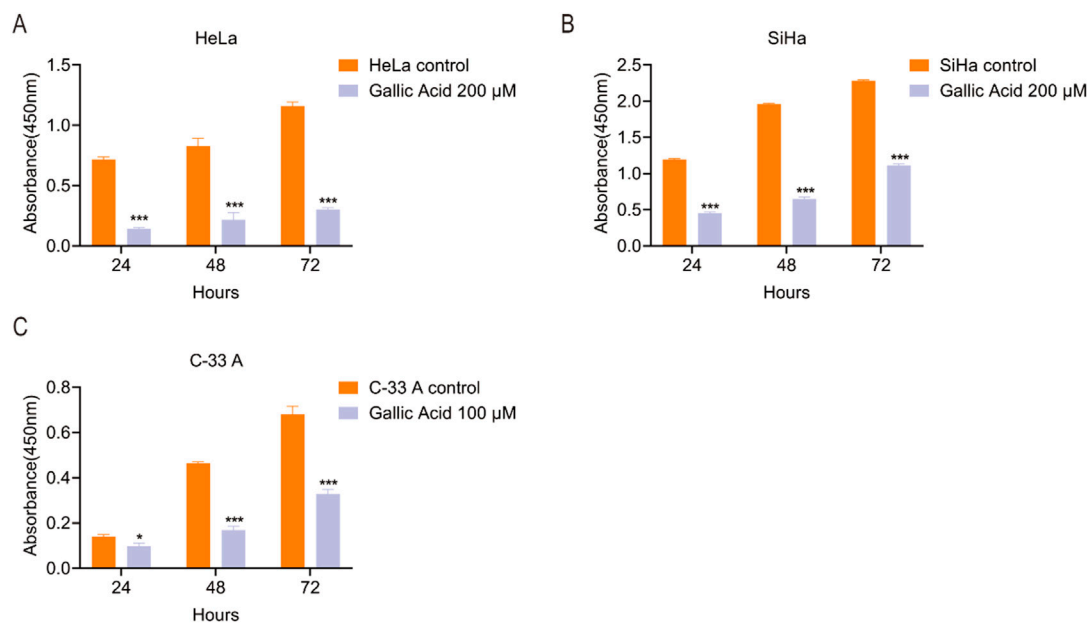 A
HeLa
HeLa control
Gallic Acid 200 μM
Absorbance(450nm)
1.5
1.0
0.5
0.0
***
***
***
24 48 72
Hours
B
SiHa
SiHa control
Gallic Acid 200 μM
Absorbance(450nm)
2.5
2.0
1.5
1.0
0.5
0.0
***
***
***
24 48 72
Hours
C
C-33 A
C-33 A control
Gallic Acid 100 μM
Absorbance(450nm)
0.8
0.6
0.4
0.2
0.0
*
***
***
24 48 72
Hours